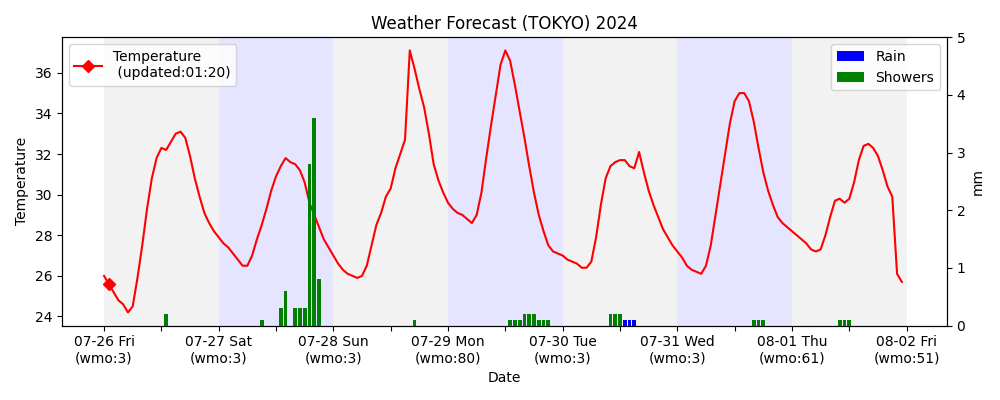 Weather Forecast (TOKYO) 2024
Temperature
(updated:01:20)
Rain
Showers
Temperature
36
34
32
30
28
26
24
5
4
3
2
1
0
mm
07-26 Fri
(wmo:3)
07-27 Sat
(wmo:3)
07-28 Sun
(wmo:3)
07-29 Mon
(wmo:80)
07-30 Tue
(wmo:3)
07-31 Wed
(wmo:3)
08-01 Thu
(wmo:61)
08-02 Fri
(wmo:51)
Date